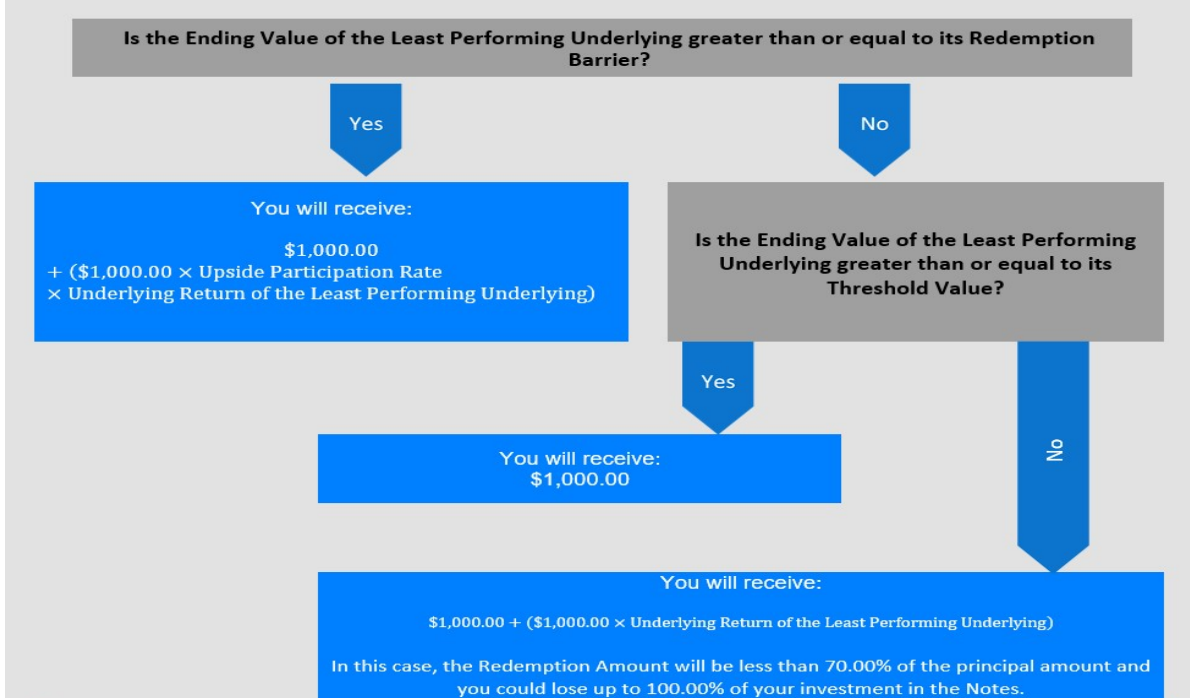 Is the Ending Value of the Least Performing Underlying greater than or equal to its Redemption
Barrier?
Yes
No
You will receive:
$1,000.00
+ ($1,000.00 × Upside Participation Rate
× Underlying Return of the Least Performing Underlying)
Is the Ending Value of the Least Performing
Underlying greater than or equal to its
Threshold Value?
Yes
No
You will receive:
$1,000.00
You will receive:
$1,000.00 + ($1,000.00 × Underlying Return of the Least Performing Underlying)
In this case, the Redemption Amount will be less than 70.00% of the principal amount and
you could lose up to 100.00% of your investment in the Notes.